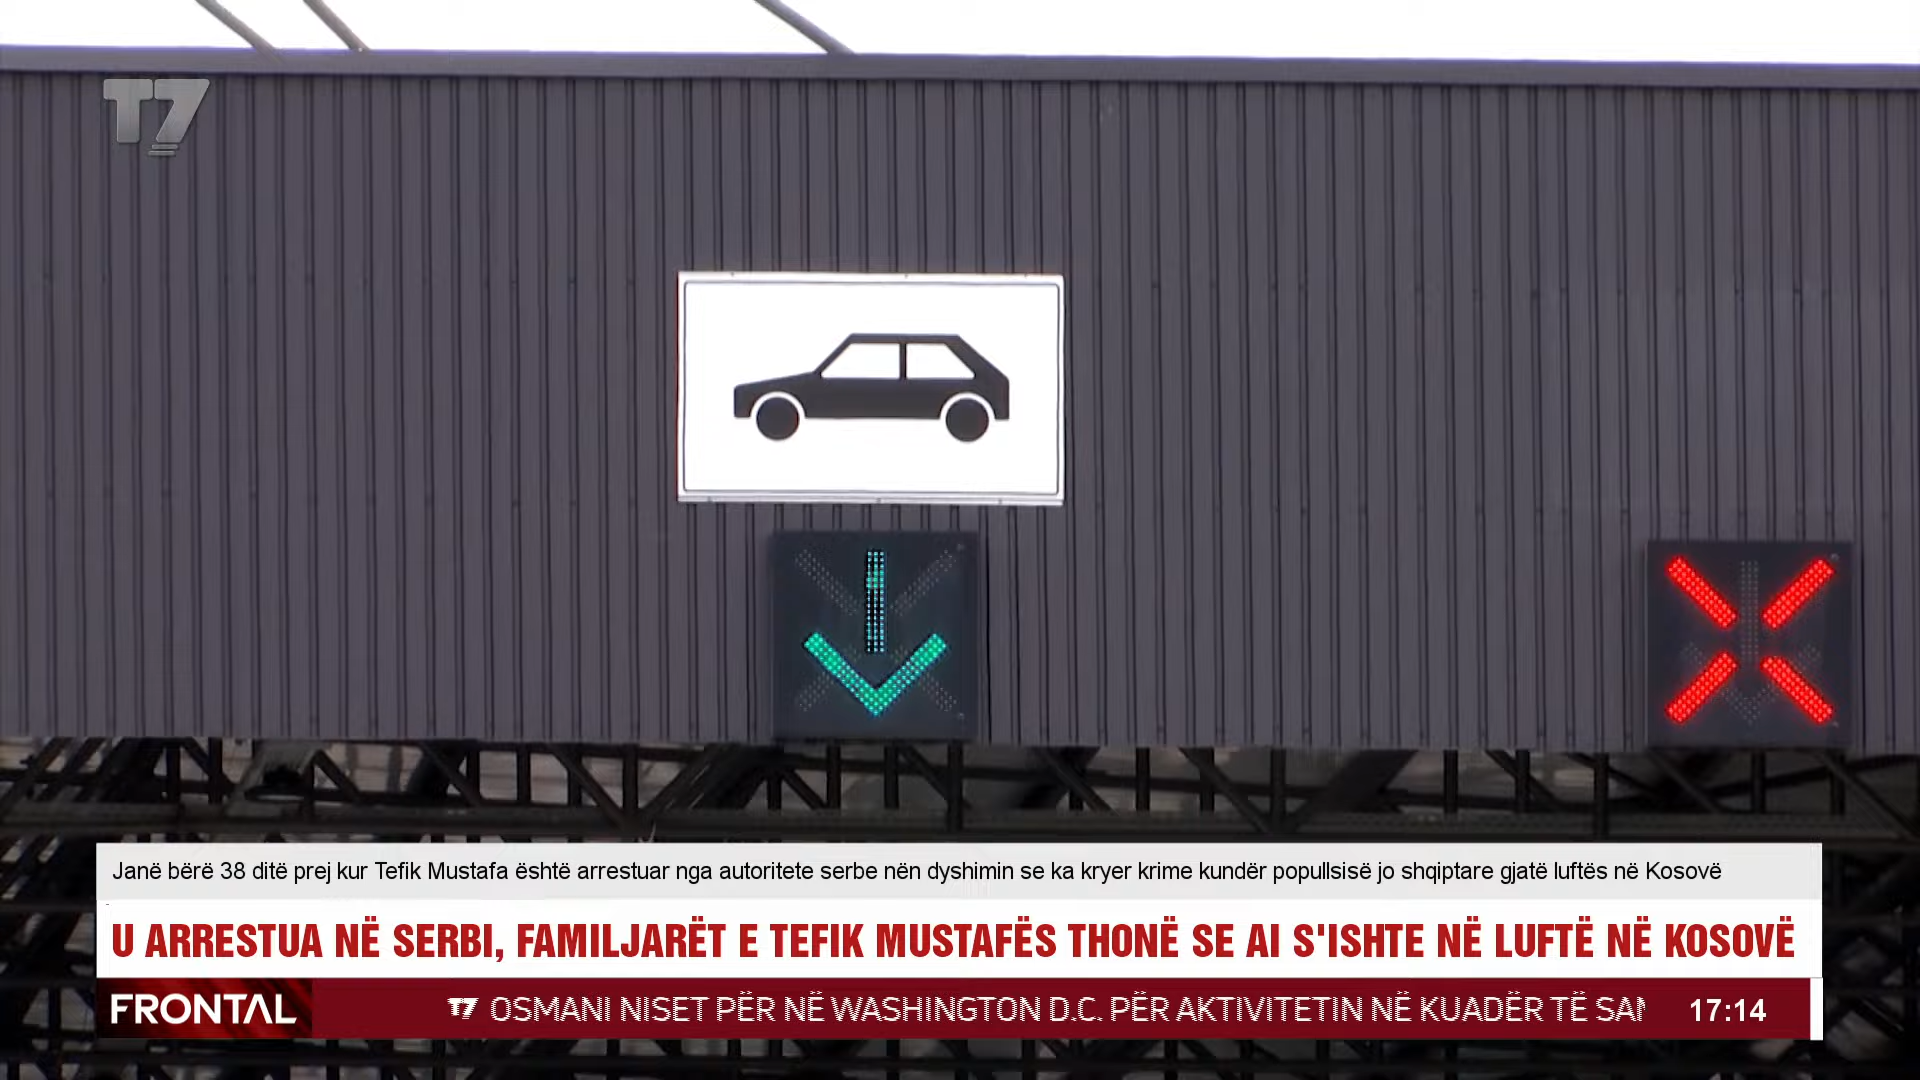 T7
Janë bërë 38 ditë prej kur Tefik Mustafa është arrestuar nga autoritete serbe nën dyshimin se ka kryer krime kundër popullsisë jo shqiptare gjatë luftës në Kosovë
U ARRESTUA NË SERBI, FAMILJARËT E TEFIK MUSTAFËS THONË SE AI S'ISHTE NË LUFTË NË KOSOVË
FRONTAL T7 OSMANI NISET PËR NË WASHINGTON D.C. PËR AKTIVITETIN NË KUADËR TË 17:14